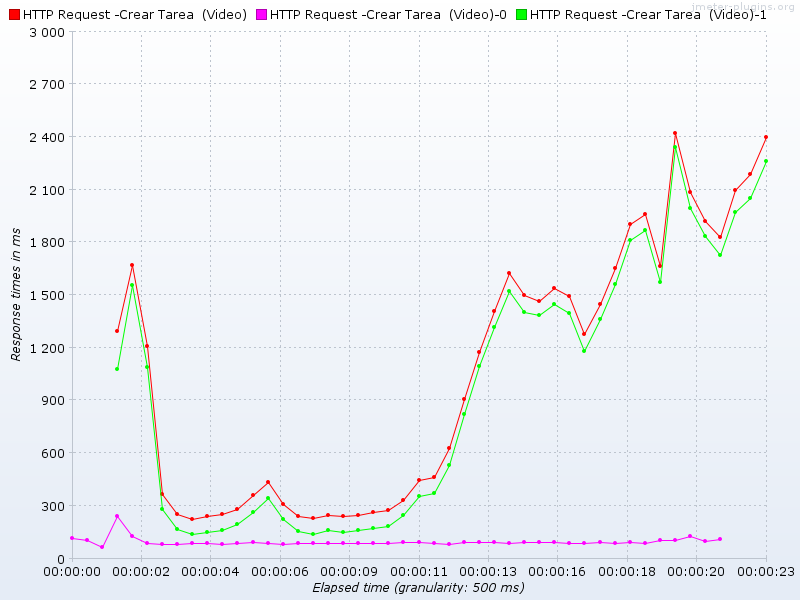 jmeter-plugins.org
HTTP Request -Crear Tarea (Video) HTTP Request -Crear Tarea (Video)-0 HTTP Request -Crear Tarea (Video)-1
3 000
2 700
2 400
2 100
1 800
1 500
1 200
900
600
300
0
Response times in ms
00:00:00 00:00:02 00:00:04 00:00:06 00:00:09 00:00:11 00:00:13 00:00:16 00:00:18 00:00:20 00:00:23
Elapsed time (granularity: 500 ms)